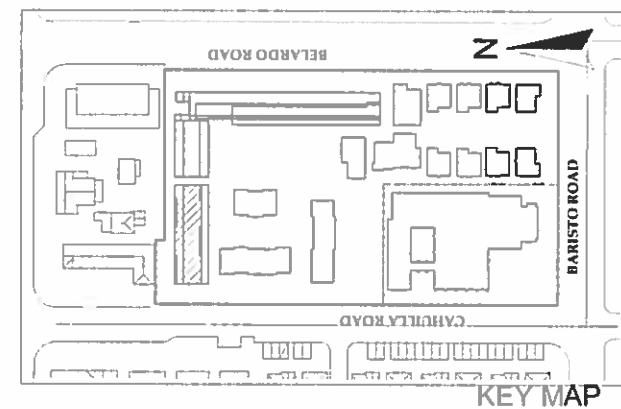 BELARDO ROAD
N
BARISTO ROAD
CAHUILLA ROAD
KEY MAP